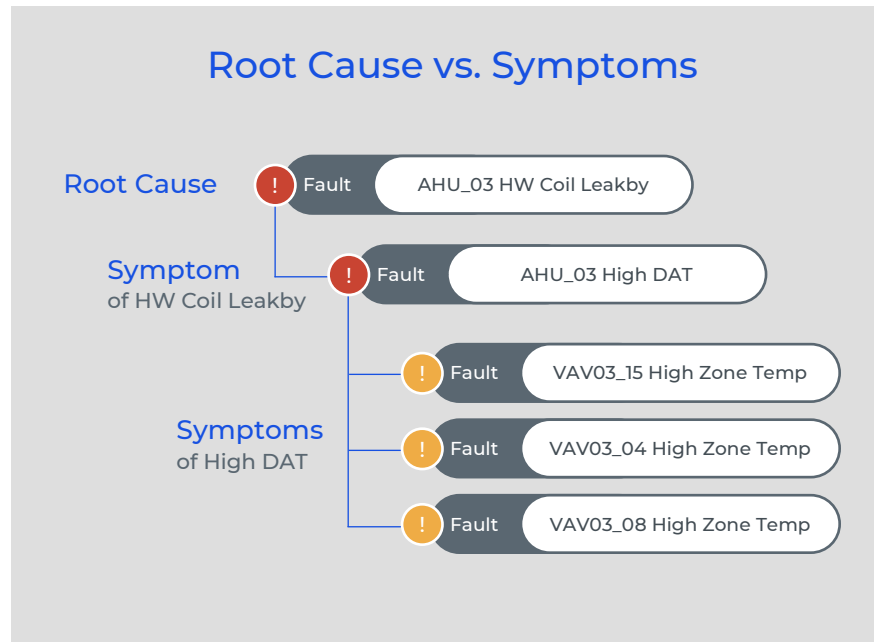 Root Cause vs. Symptoms
Root Cause
! Fault AHU_03 HW Coil Leakby
Symptom
of HW Coil Leakby
! Fault AHU_03 High DAT
! Fault VAV03_15 High Zone Temp
Symptoms
of High DAT
! Fault VAV03_04 High Zone Temp
! Fault VAV03_08 High Zone Temp